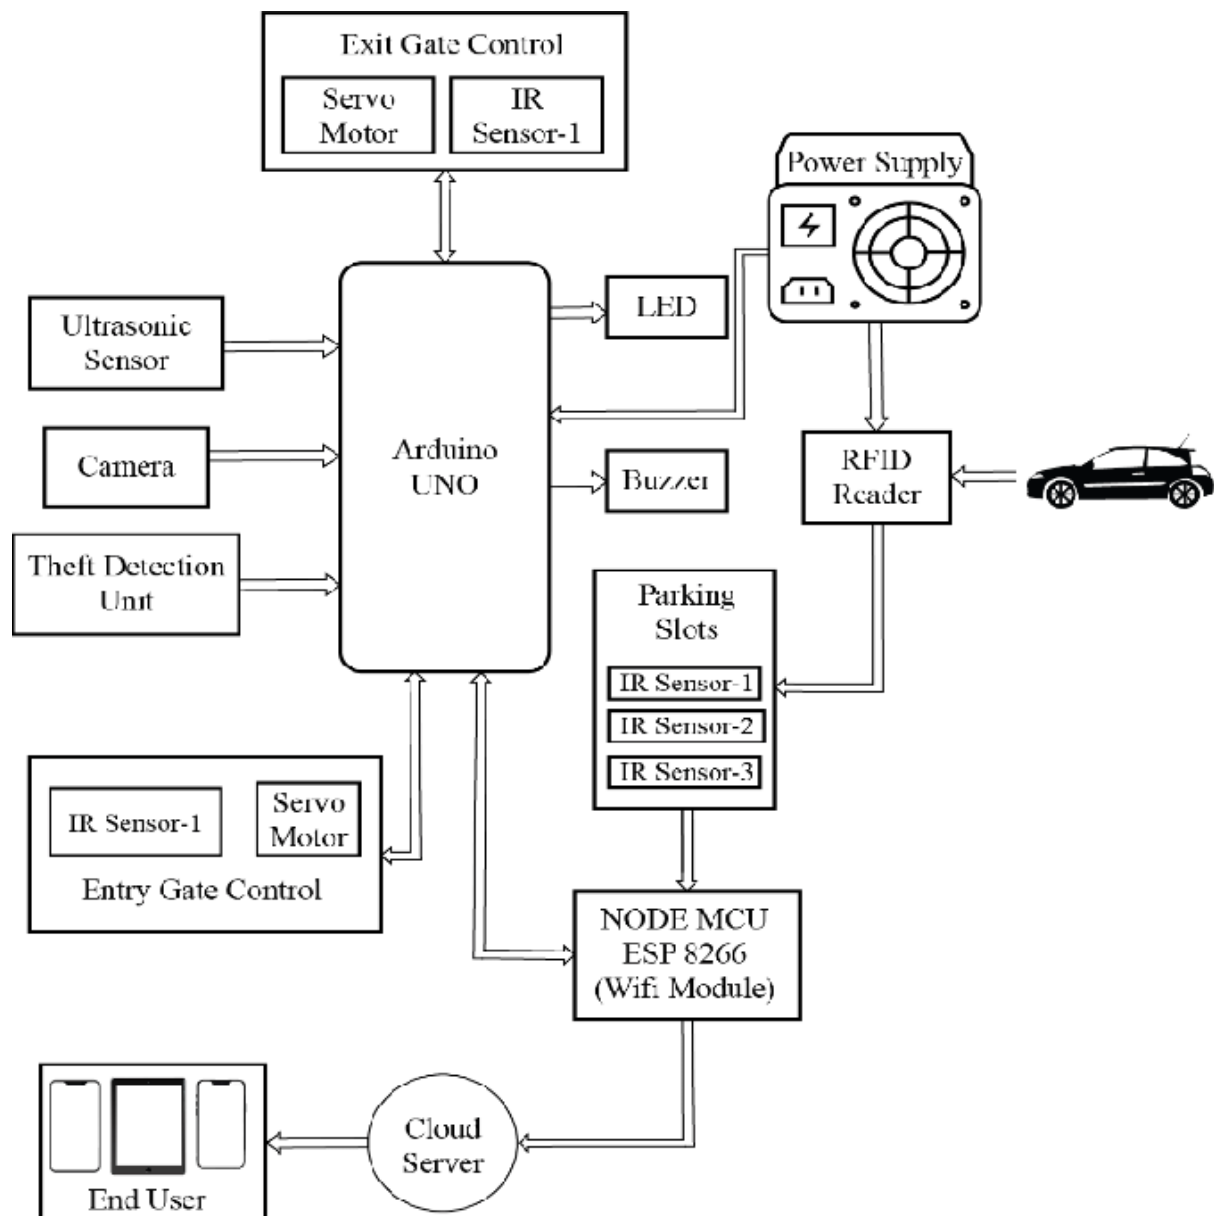 Exit Gate Control
Servo
Motor
IR
Sensor-1
Power Supply
Ultrasonic
Sensor
LED
Camera
Arduino
UNO
Buzzer
RFID
Reader
Theft Detection
Unit
Parking
Slots
IR Sensor-1
IR Sensor-2
IR Sensor-3
IR Sensor-1
Servo
Motor
Entry Gate Control
NODE MCU
ESP 8266
(Wifi Module)
Cloud
Server
End User